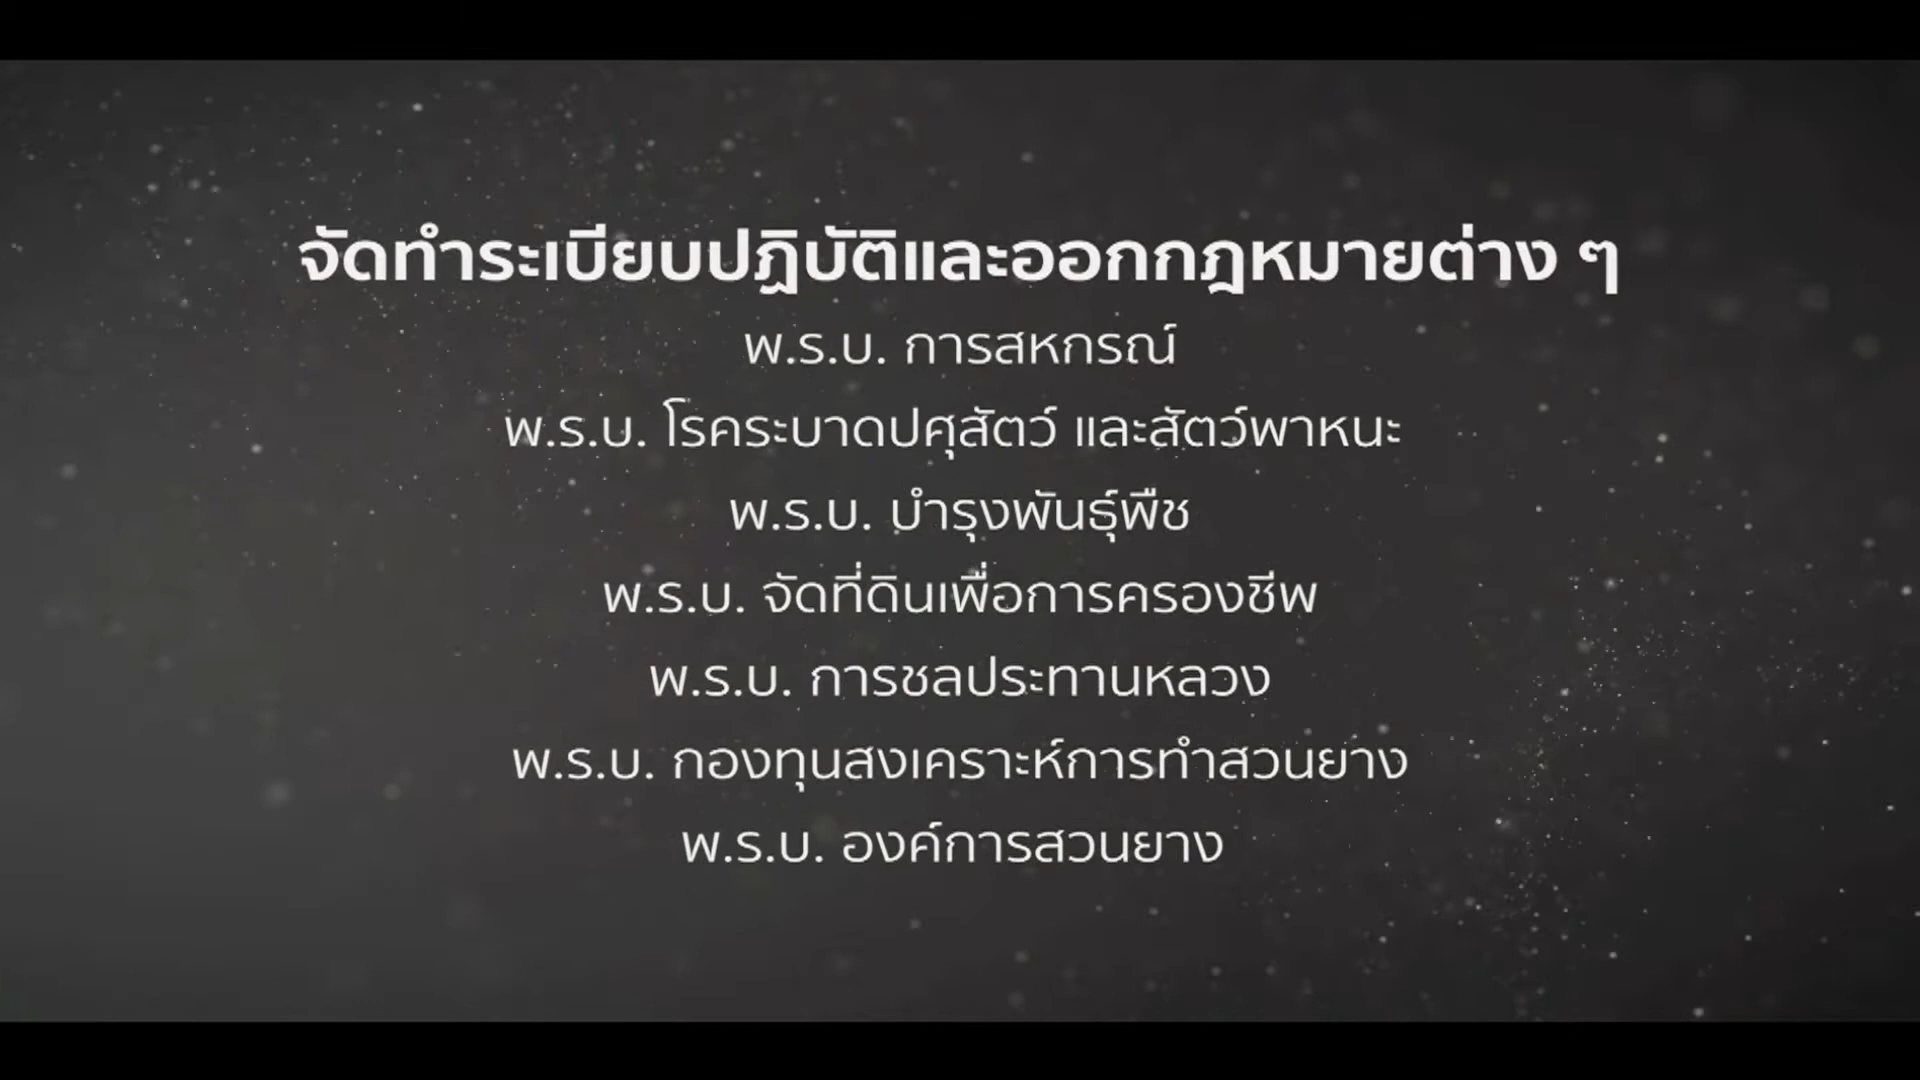 จัดทำระเบียบปฏิบัติและออกกฎหมายต่าง ๆ
พ.ร.บ. การสหกรณ์
พ.ร.บ. โรคระบาดปศุสัตว์ และสัตว์พาหนะ
พ.ร.บ. บำรุงพันธุ์พืช
พ.ร.บ. จัดที่ดินเพื่อการครองชีพ
พ.ร.บ. การชลประทานหลวง
พ.ร.บ. กองทุนสงเคราะห์การทำสวนยาง
พ.ร.บ. องค์การสวนยาง